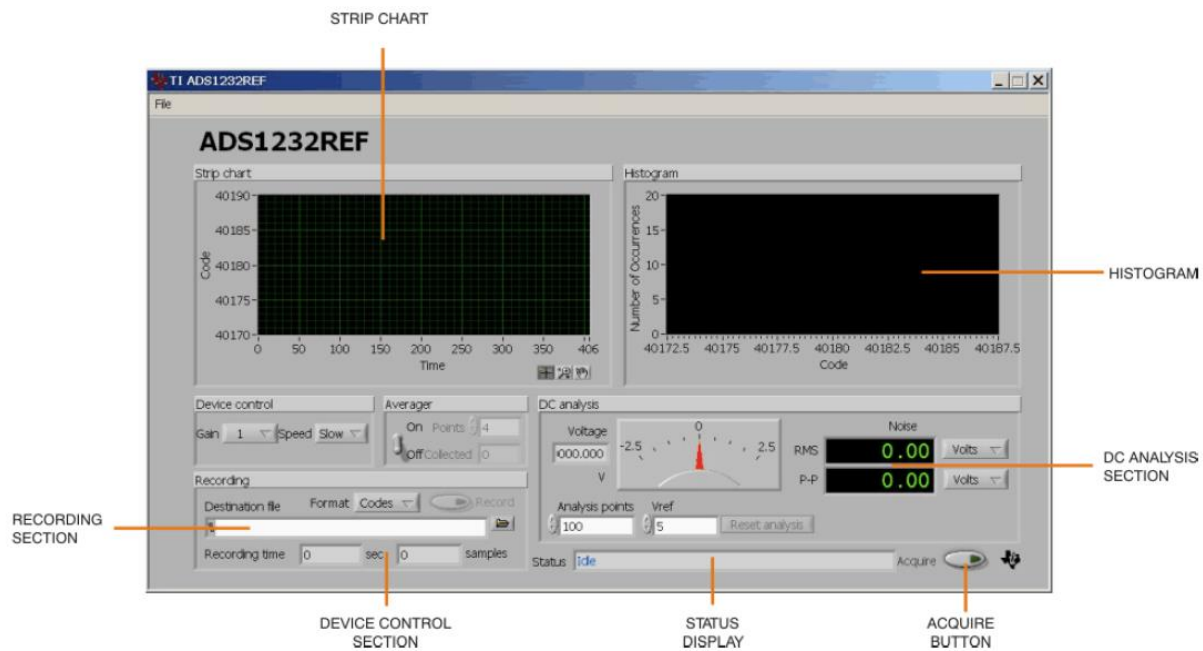 STRIP CHART
TI ADS1232REF
File
ADS1232REF
Strip chart
40190
40185
40180
40175
40170
Code
0 50 100 150 200 250 300 350 406
Time
Histogram
20
15
10
5
0
Number of Occurrences
40172.5 40175 40177.5 40180 40182.5 40185 40187.5
Code
HISTOGRAM
Device control
Gain 1 Speed Slow
Averager
On Points 4
Off Collected 0
DC analysis
Voltage
000.000
V
-2.5 0 2.5
Noise
RMS 0.00 Volts
P-P 0.00 Volts
Analysis points Vref
100 5 Reset analysis
DC ANALYSIS
SECTION
Recording
Destination file Format Codes Record
Recording time 0 sec 0 samples
RECORDING
SECTION
Status Idle Acquire
DEVICE CONTROL
SECTION
STATUS
DISPLAY
ACQUIRE
BUTTON